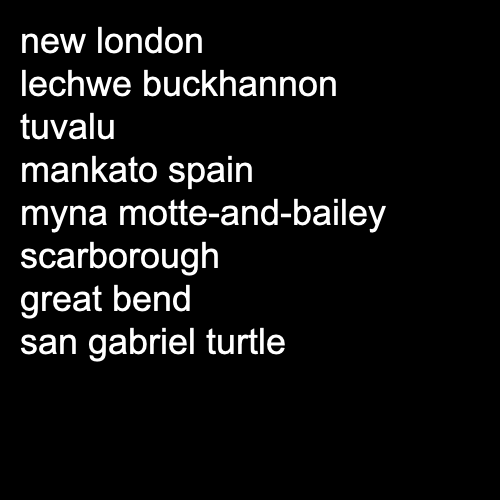 new london
lechwe buckhannon
tuvalu
mankato spain
myna motte-and-bailey
scarborough
great bend
san gabriel turtle